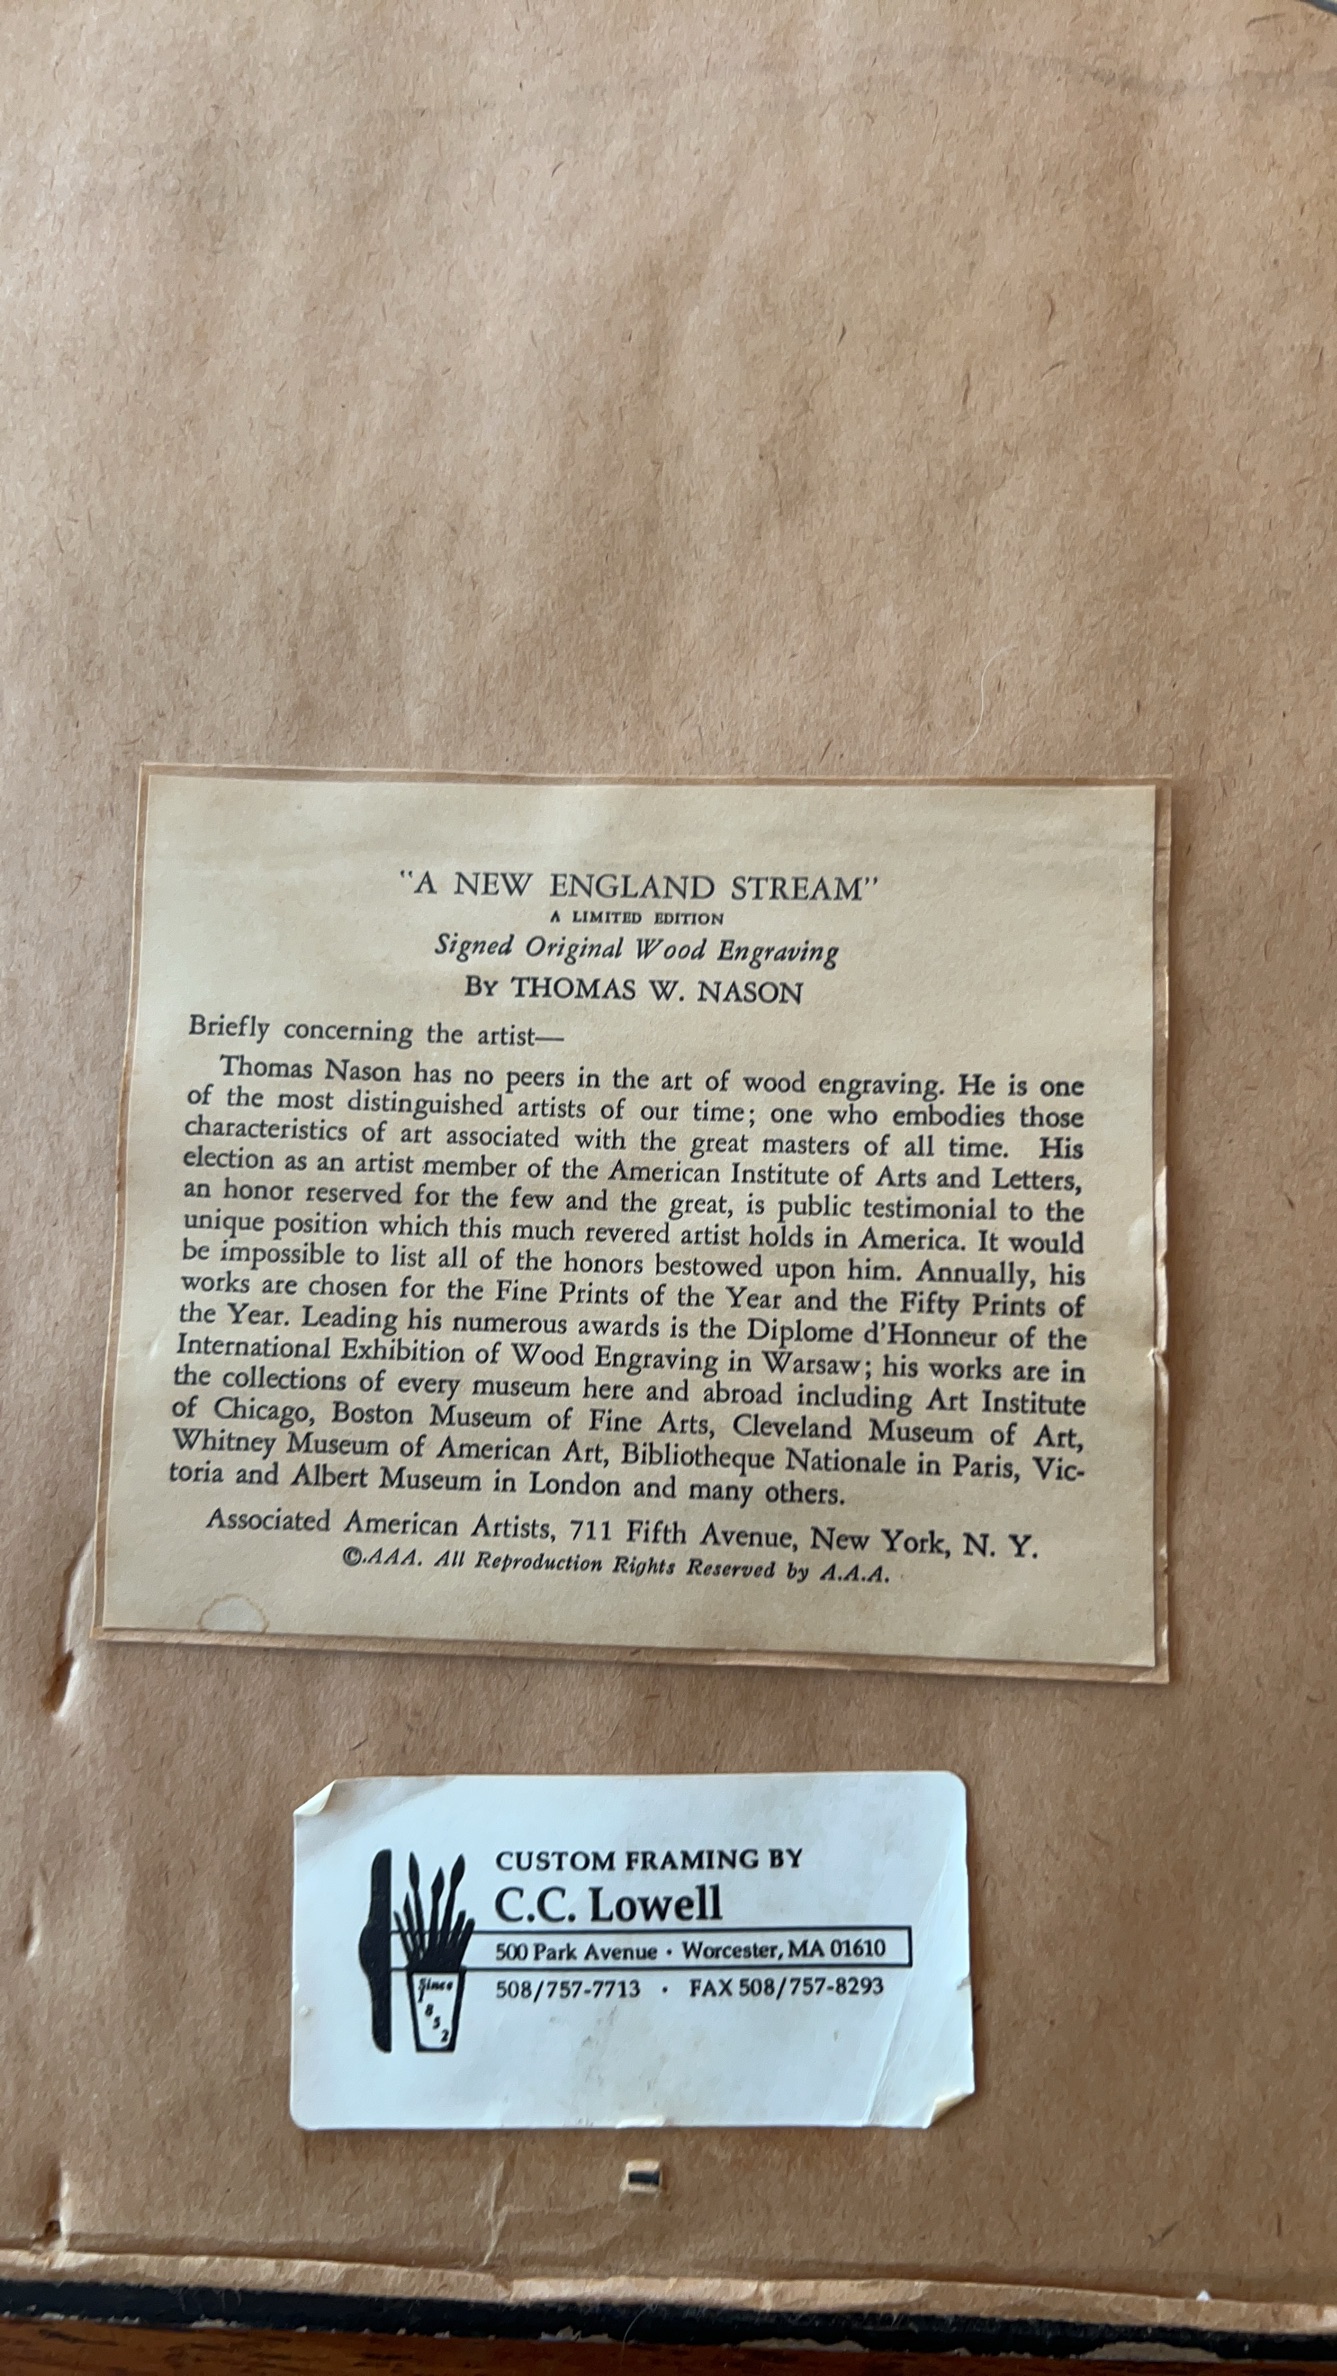 "A NEW ENGLAND STREAM"
A LIMITED EDITION
Signed Original Wood Engraving
By THOMAS W. NASON
Briefly concerning the artist—
Thomas Nason has no peers in the art of wood engraving. He is one
of the most distinguished artists of our time; one who embodies those
characteristics of art associated with the great masters of all time. His
election as an artist member of the American Institute of Arts and Letters,
an honor reserved for the few and the great, is public testimonial to the
unique position which this much revered artist holds in America. It would
be impossible to list all of the honors bestowed upon him. Annually, his
works are chosen for the Fine Prints of the Year and the Fifty Prints of
the Year. Leading his numerous awards is the Diplome d'Honneur of the
International Exhibition of Wood Engraving in Warsaw; his works are in
the collections of every museum here and abroad including Art Institute
of Chicago, Boston Museum of Fine Arts, Cleveland Museum of Art,
Whitney Museum of American Art, Bibliotheque Nationale in Paris, Vic-
toria and Albert Museum in London and many others.
Associated American Artists, 711 Fifth Avenue, New York, N. Y.
©.AAA. All Reproduction Rights Reserved by A.A.A.
CUSTOM FRAMING BY
C.C. Lowell
500 Park Avenue • Worcester, MA 01610
508/757-7713 • FAX 508/757-8293
Since
1852